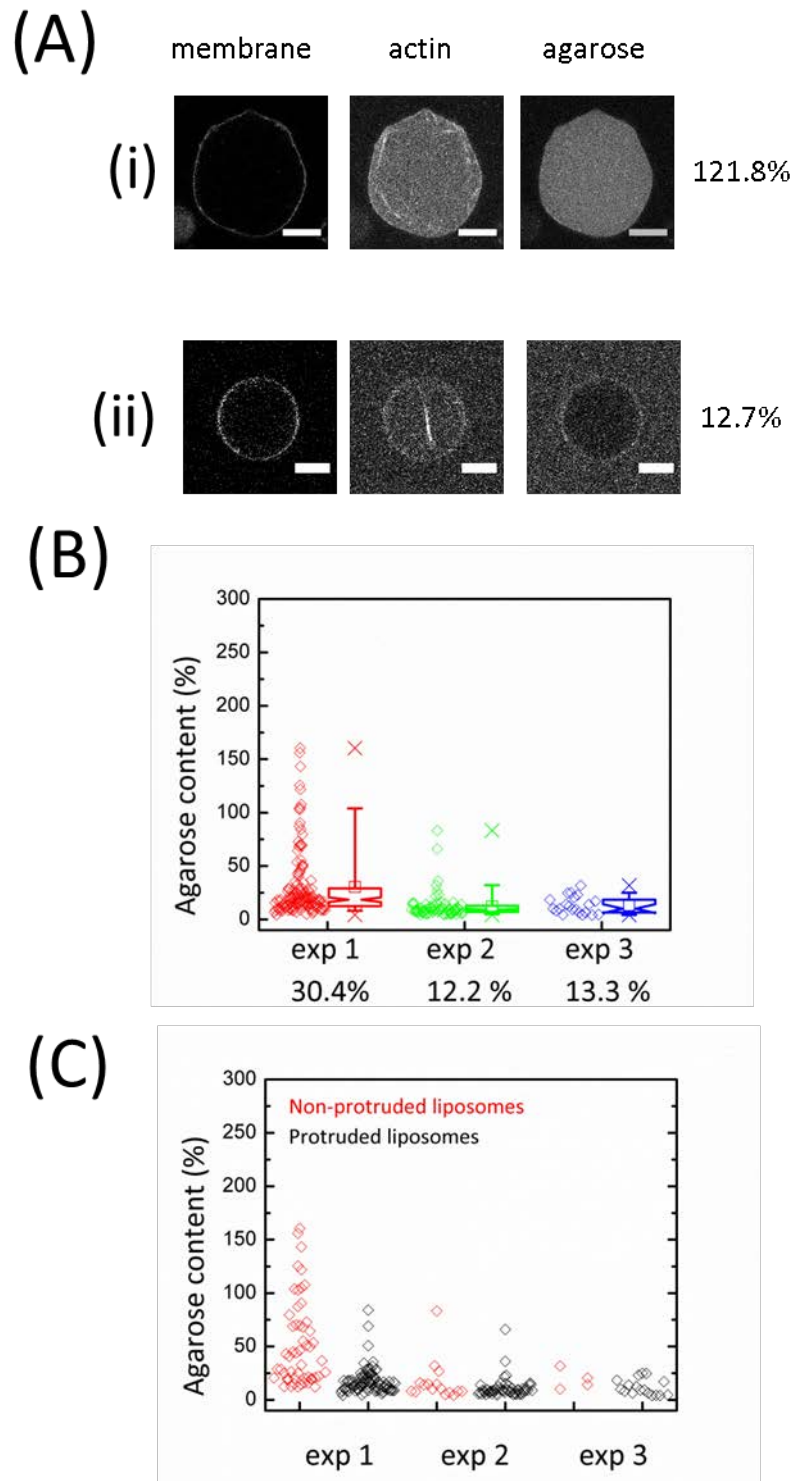 (A)
membrane actin agarose
(i) 121.8%
(ii) 12.7%
(B)
300
250
200
150
100
50
0
Agarose content (%)
exp 1 exp 2 exp 3
30.4% 12.2 % 13.3 %
(C)
300
250
200
150
100
50
0
Agarose content (%)
Non-protruded liposomes
Protruded liposomes
exp 1 exp 2 exp 3